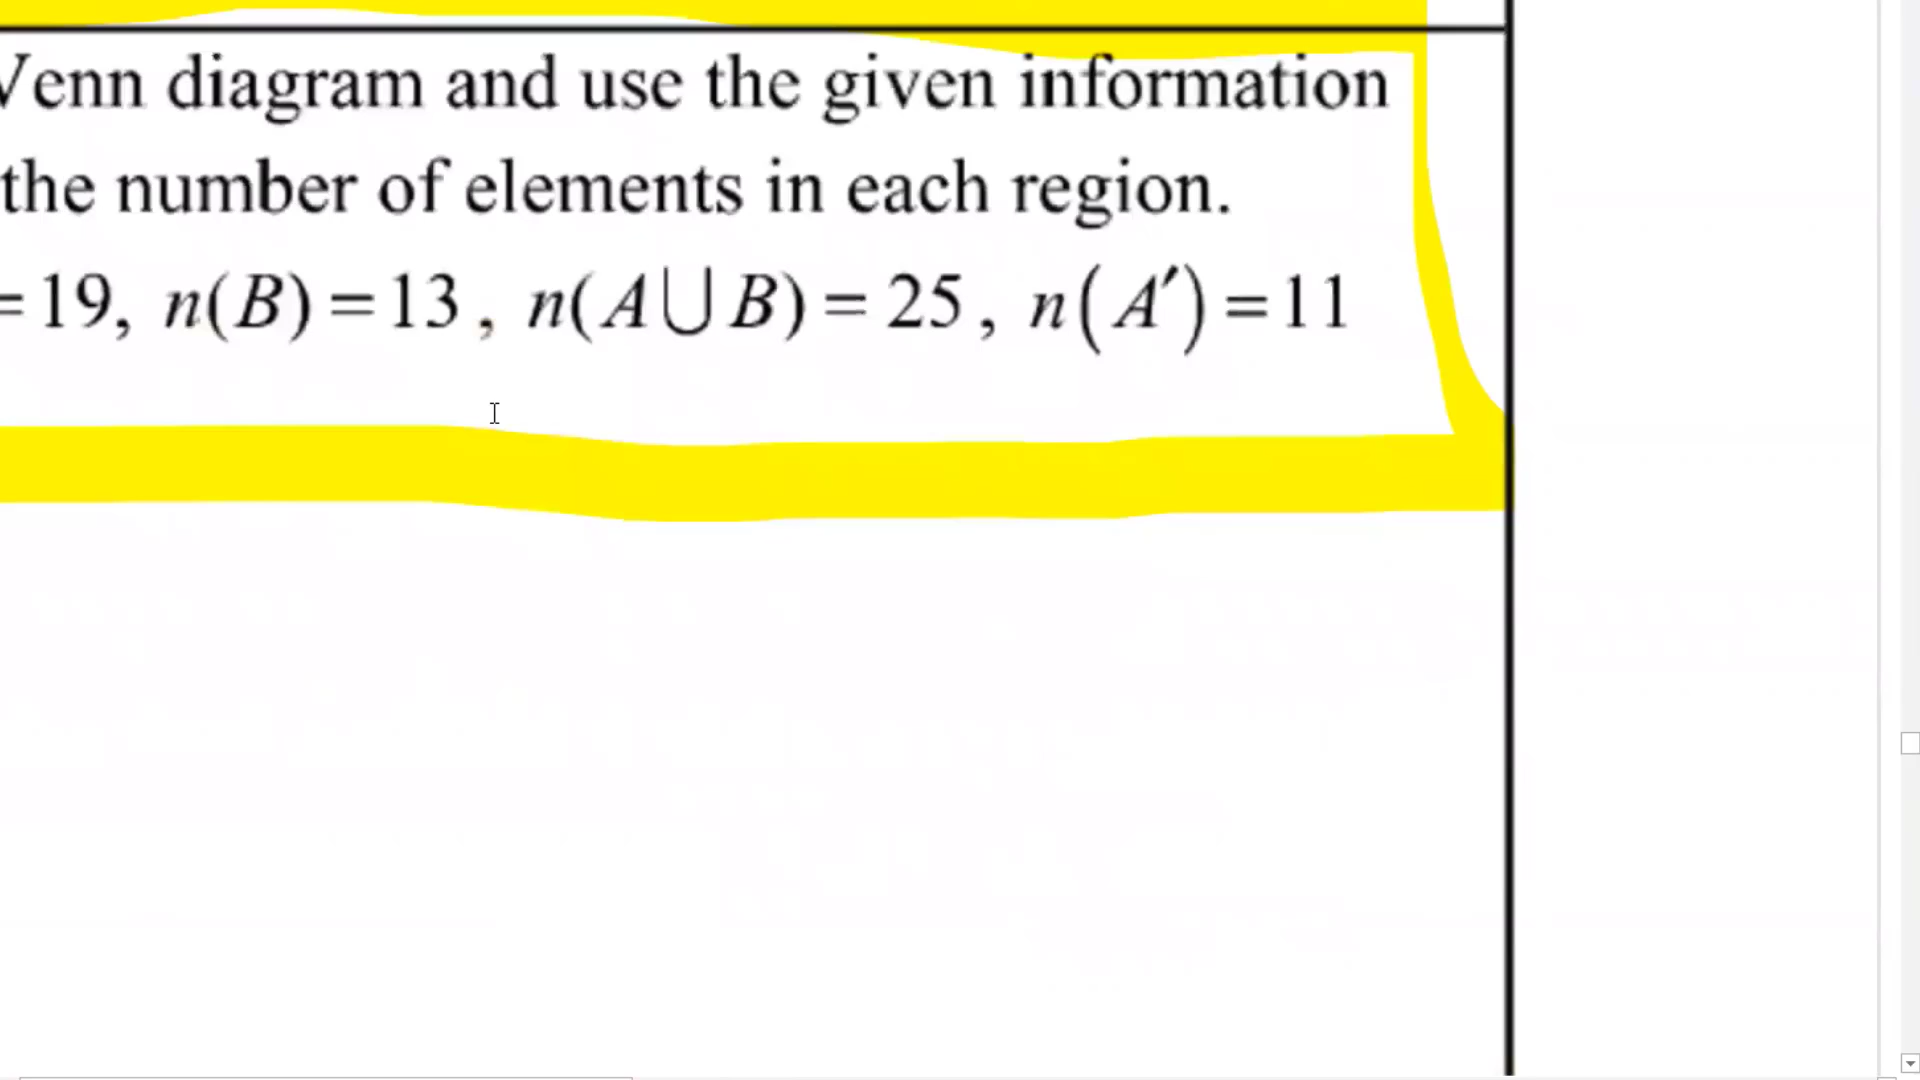 Venn diagram and use the given information
the number of elements in each region.
= 19, n(B) = 13 , n(A⋃B) = 25 , n(A′) = 11